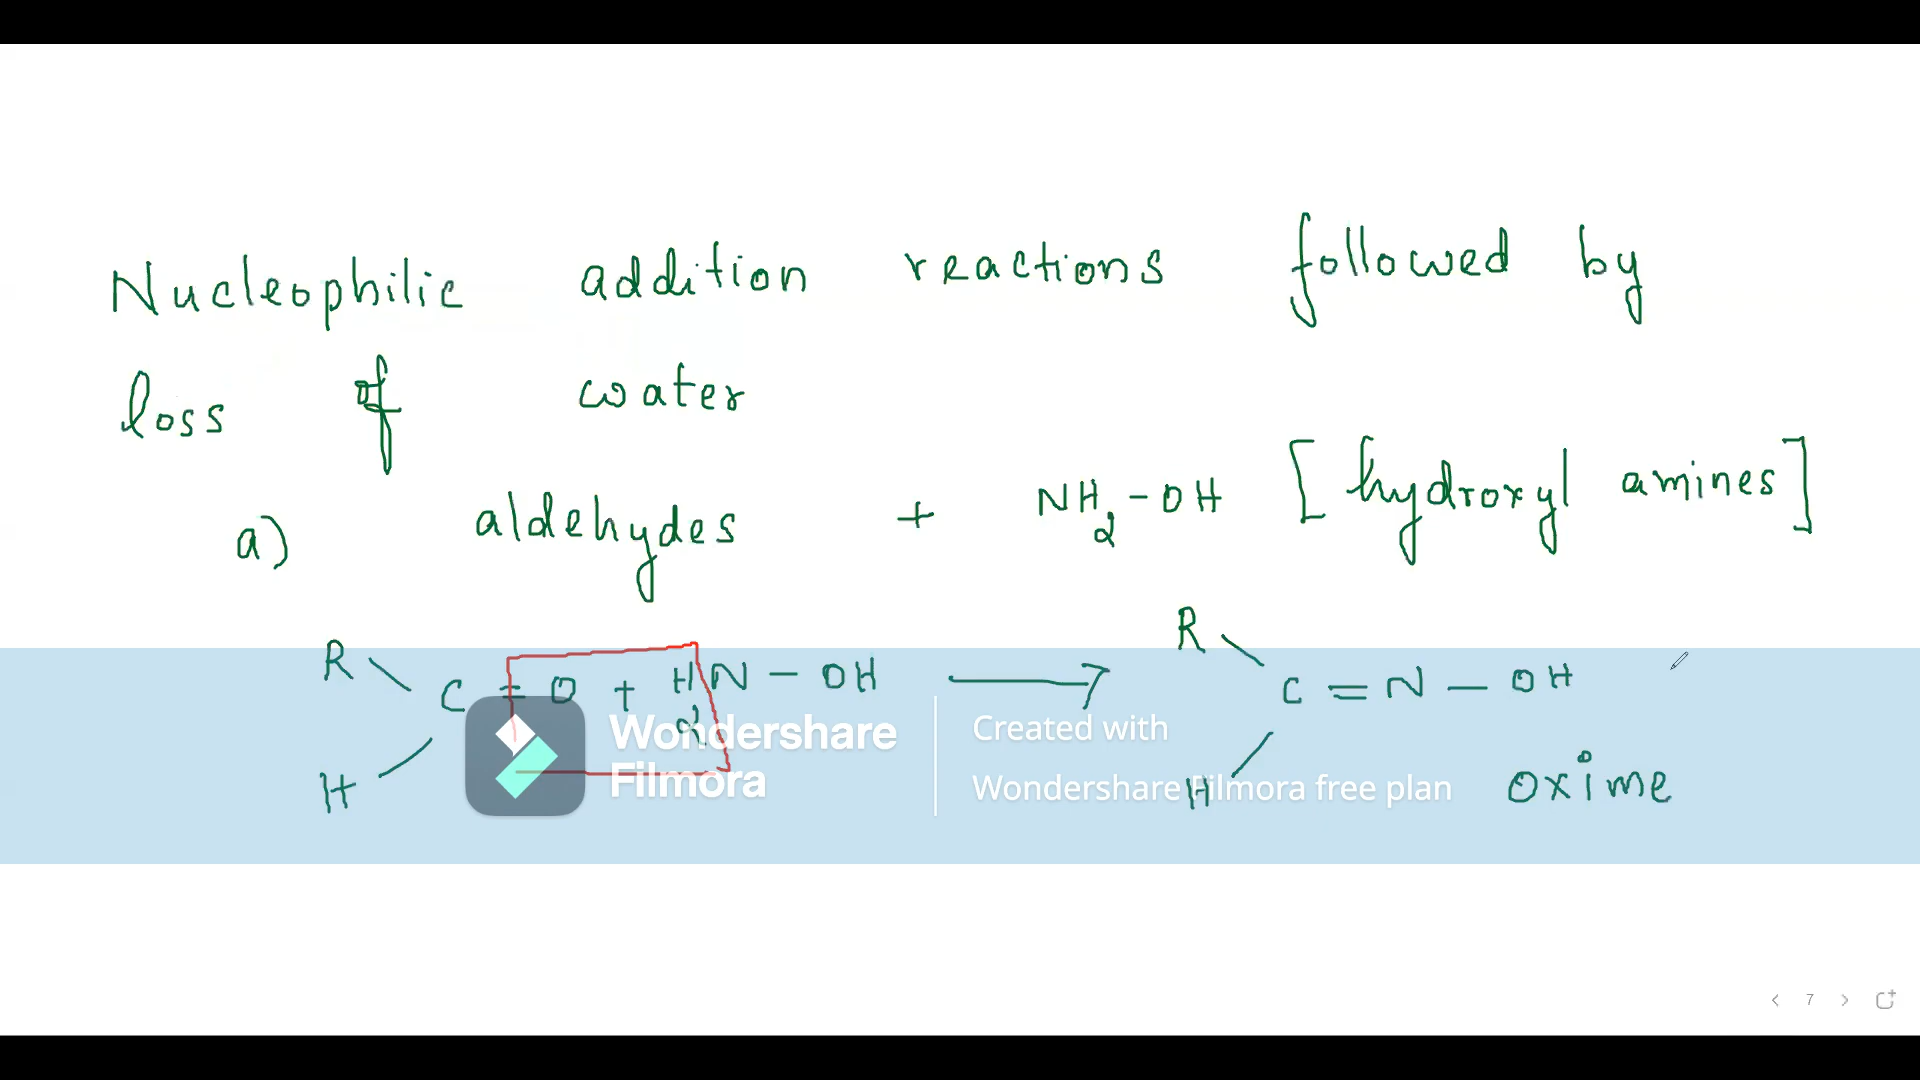 Nucleophilic addition reactions followed by
loss of water
a) aldehydes + NH2-OH [hydroxyl amines]
R
R
C = O + H2N - OH → C = N - OH
Wondershare
Filmora
Created with
Wondershare Filmora free plan
H
H
oxime
< 7 >